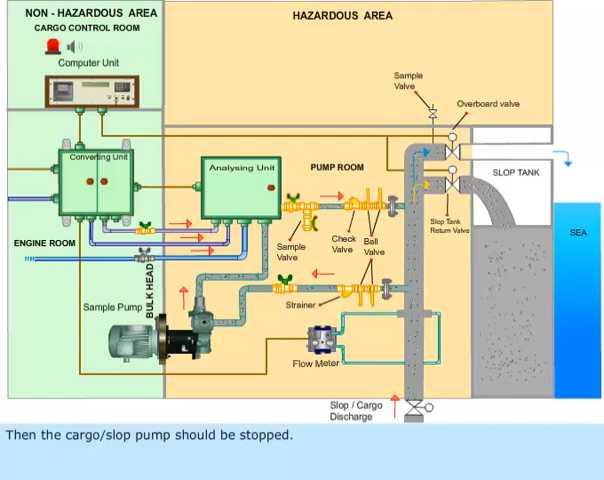 NON - HAZARDOUS AREA
CARGO CONTROL ROOM
HAZARDOUS AREA
Computer Unit
Sample
Valve
Overboard valve
Converting Unit
Analysing Unit
PUMP ROOM
SLOP TANK
Slop Tank
Return Valve
SEA
ENGINE ROOM
Sample
Valve
Check
Valve
Ball
Valve
BULK HEAD
Sample Pump
Strainer
Flow Meter
Slop / Cargo
Discharge
Then the cargo/slop pump should be stopped.